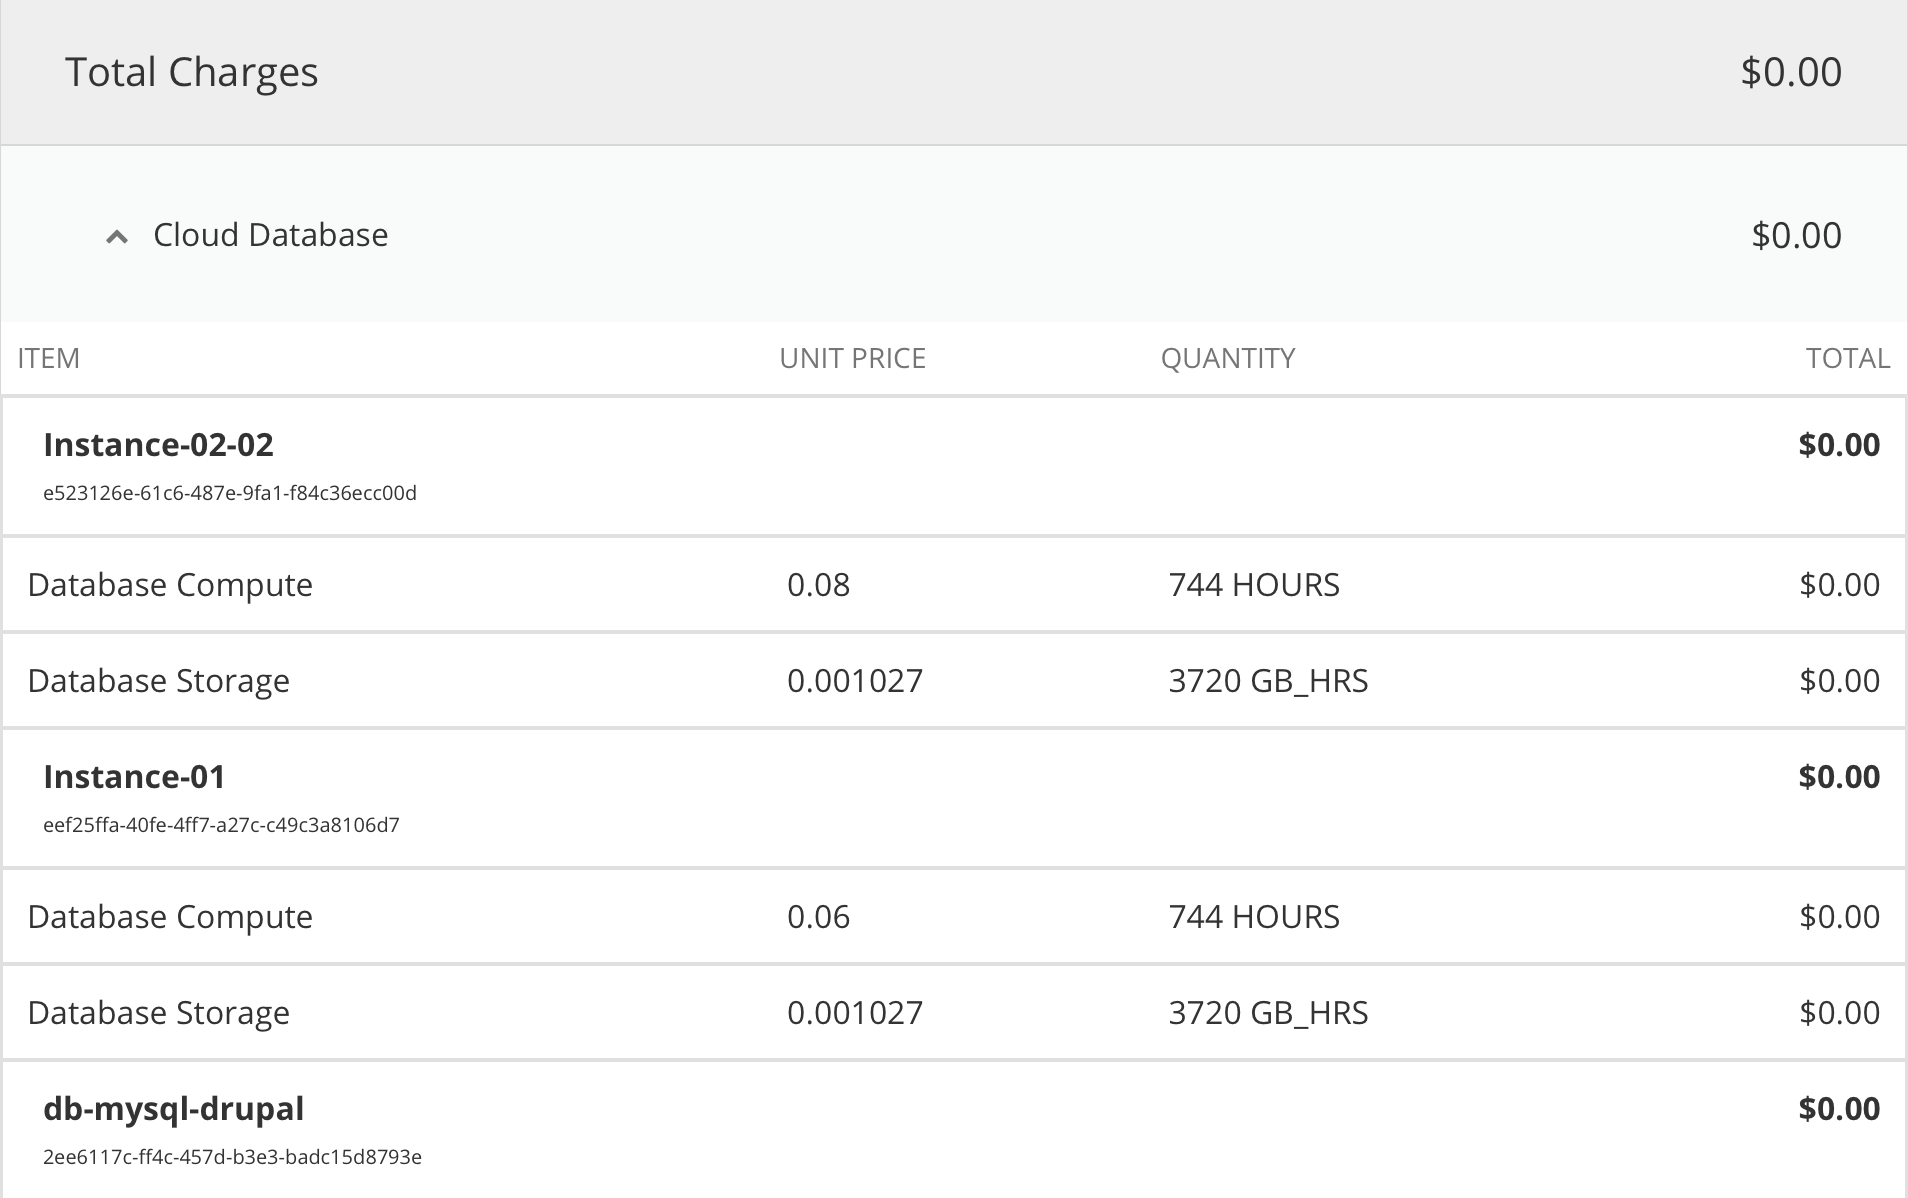 Total Charges $0.00
Cloud Database $0.00
ITEM UNIT PRICE QUANTITY TOTAL
Instance-02-02 $0.00
e523126e-61c6-487e-9fa1-f84c36ecc00d
Database Compute 0.08 744 HOURS $0.00
Database Storage 0.001027 3720 GB_HRS $0.00
Instance-01 $0.00
eef25ffa-40fe-4ff7-a27c-c49c3a8106d7
Database Compute 0.06 744 HOURS $0.00
Database Storage 0.001027 3720 GB_HRS $0.00
db-mysql-drupal $0.00
2ee6117c-ff4c-457d-b3e3-badc15d8793e